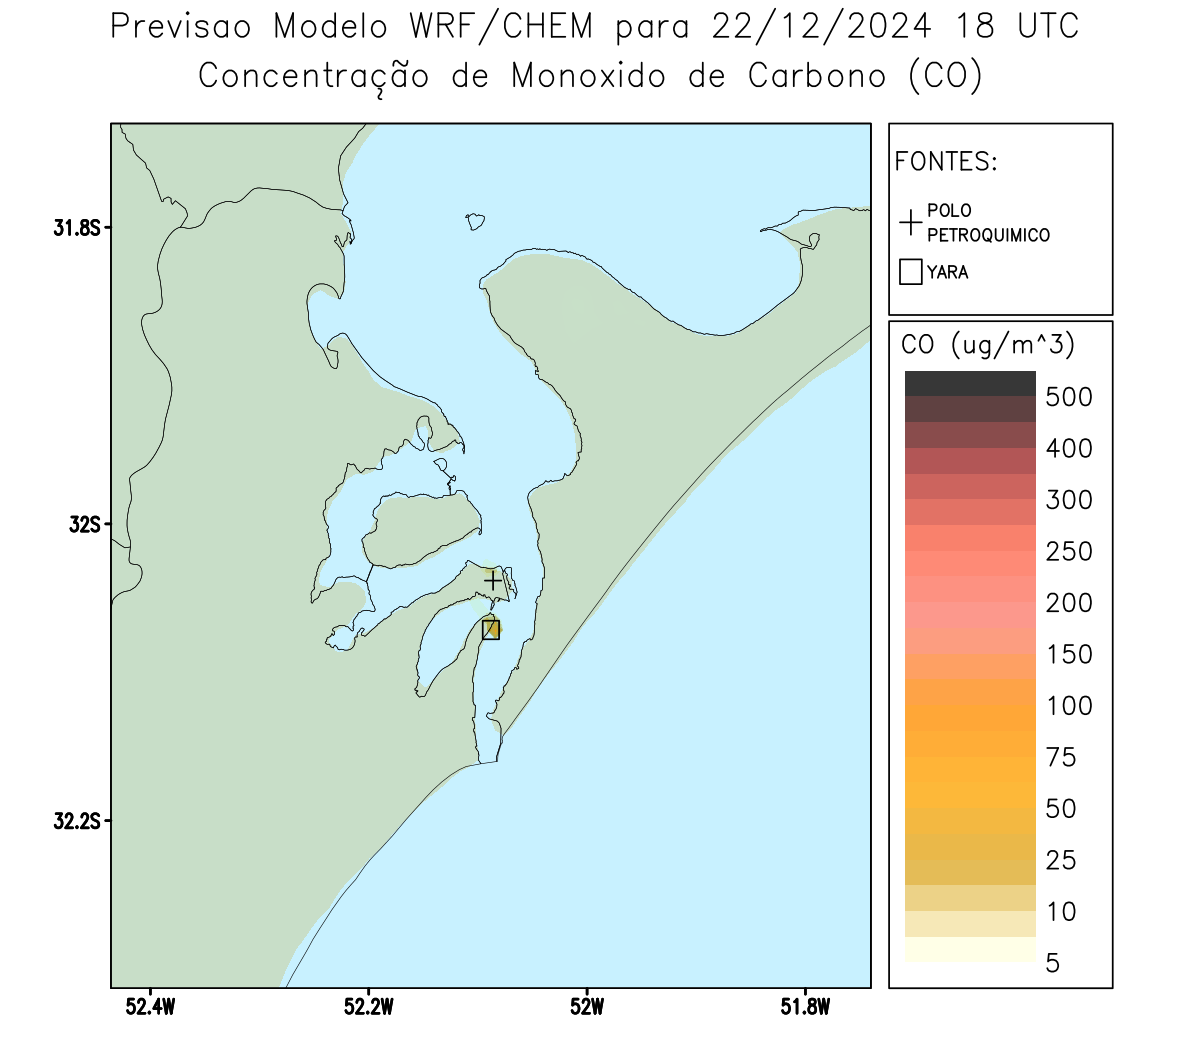 Previsao Modelo WRF/CHEM para 22/12/2024 18 UTC
Concentração de Monoxido de Carbono (CO)
FONTES:
POLO
PETROQUIMICO
YARA
31.8S
32S
32.2S
52.4W
52.2W
52W
51.8W
CO (ug/m^3)
500
400
300
250
200
150
100
75
50
25
10
5